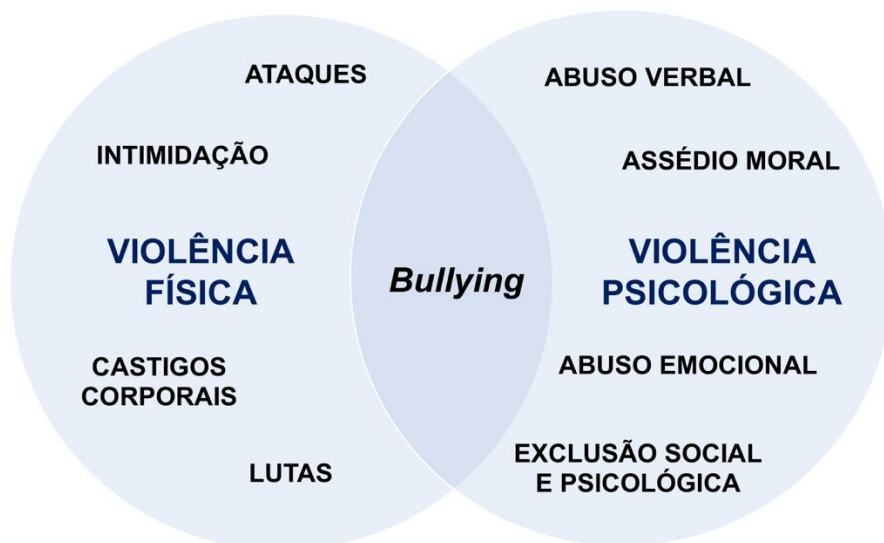 ATAQUES
INTIMIDAÇÃO
VIOLÊNCIA
FÍSICA
CASTIGOS
CORPORAIS
LUTAS
Bullying
ABUSO VERBAL
ASSÉDIO MORAL
VIOLÊNCIA
PSICOLÓGICA
ABUSO EMOCIONAL
EXCLUSÃO SOCIAL
E PSICOLÓGICA